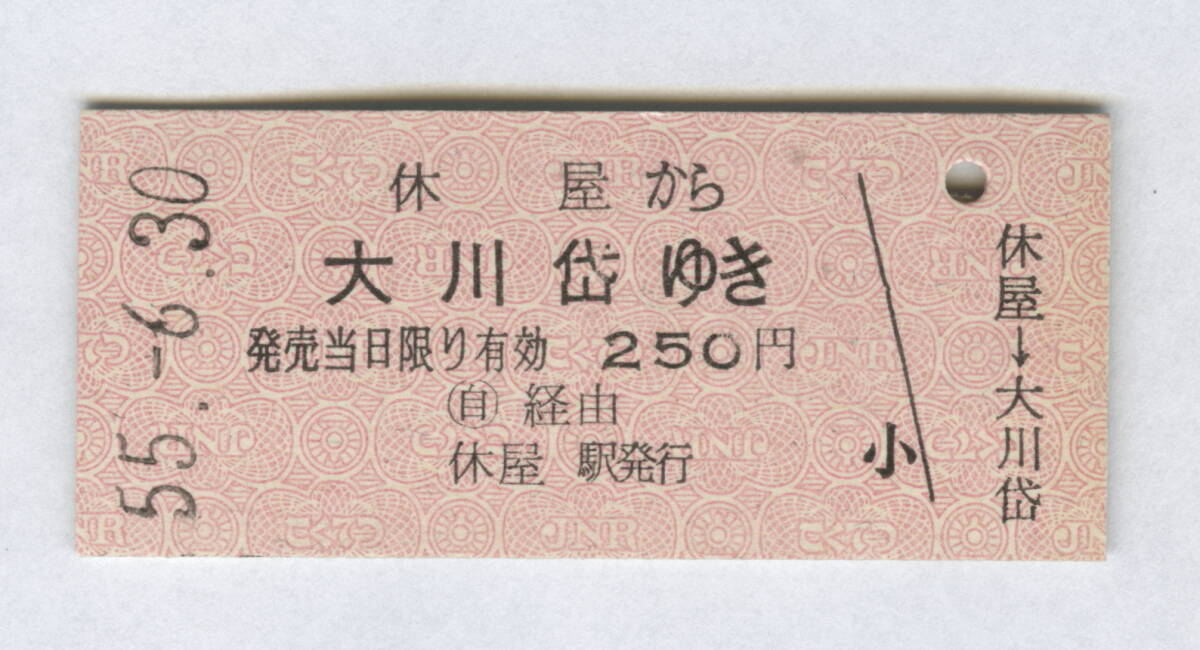 休屋から
大川岱ゆき
発売当日限り有効 250円
㊐経由
休屋駅発行
小
休屋→大川岱
55.-6.30